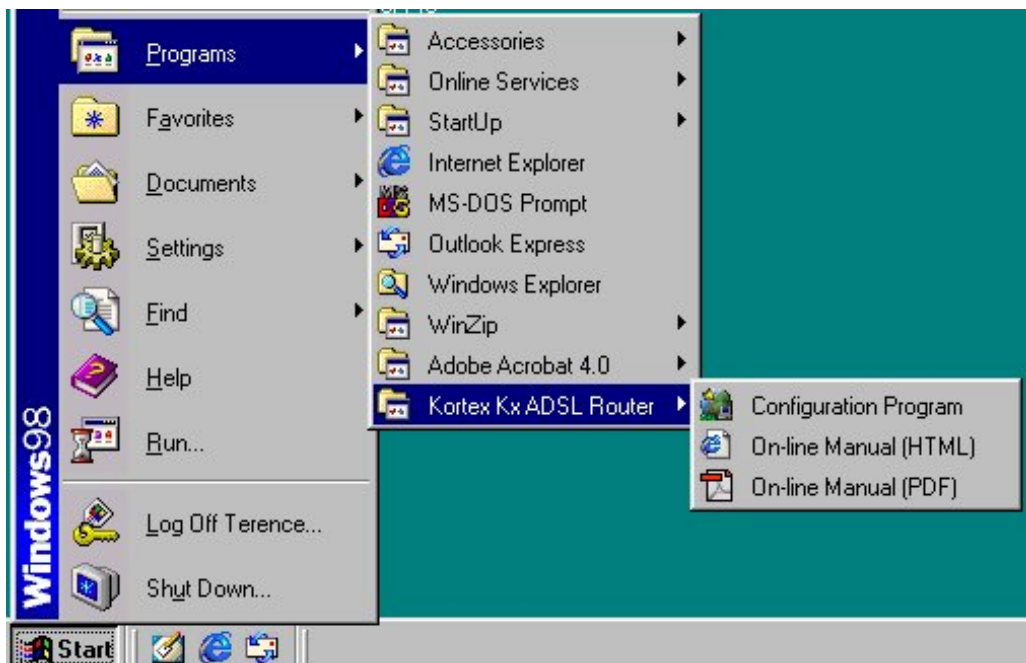 Programs
Favorites
Documents
Settings
Find
Help
Run...
Log Off Terence...
Shut Down...
Windows98
Accessories
Online Services
StartUp
Internet Explorer
MS-DOS Prompt
Outlook Express
Windows Explorer
WinZip
Adobe Acrobat 4.0
Kortex Kx ADSL Router
Configuration Program
On-line Manual (HTML)
On-line Manual (PDF)
Start